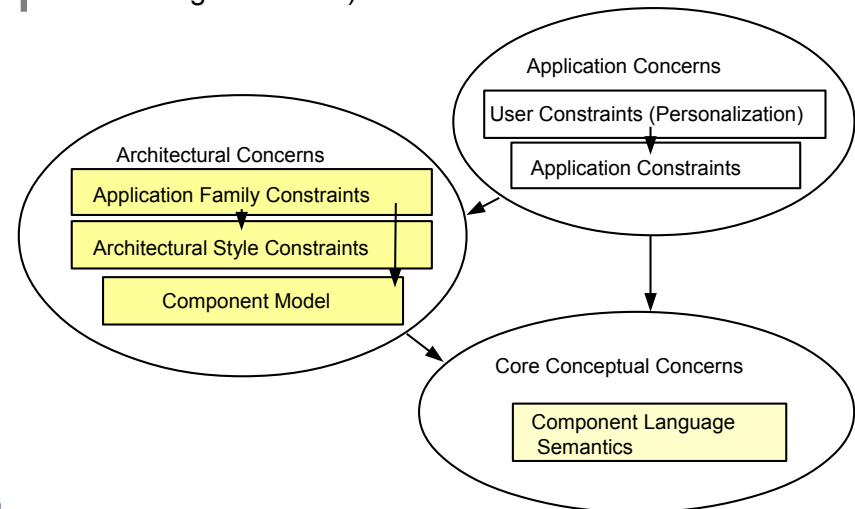 Application Concerns
User Constraints (Personalization)
Application Constraints
Architectural Concerns
Application Family Constraints
Architectural Style Constraints
Component Model
Core Conceptual Concerns
Component Language
Semantics